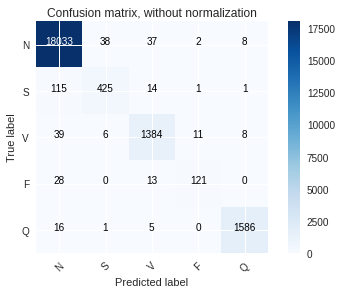 Confusion matrix, without normalization
N 18033 38 37 2 8
S 115 425 14 1 1
V 39 6 1384 11 8
F 28 0 13 121 0
Q 16 1 5 0 1586
N S V F Q
True label
Predicted label
17500
15000
12500
10000
7500
5000
2500
0